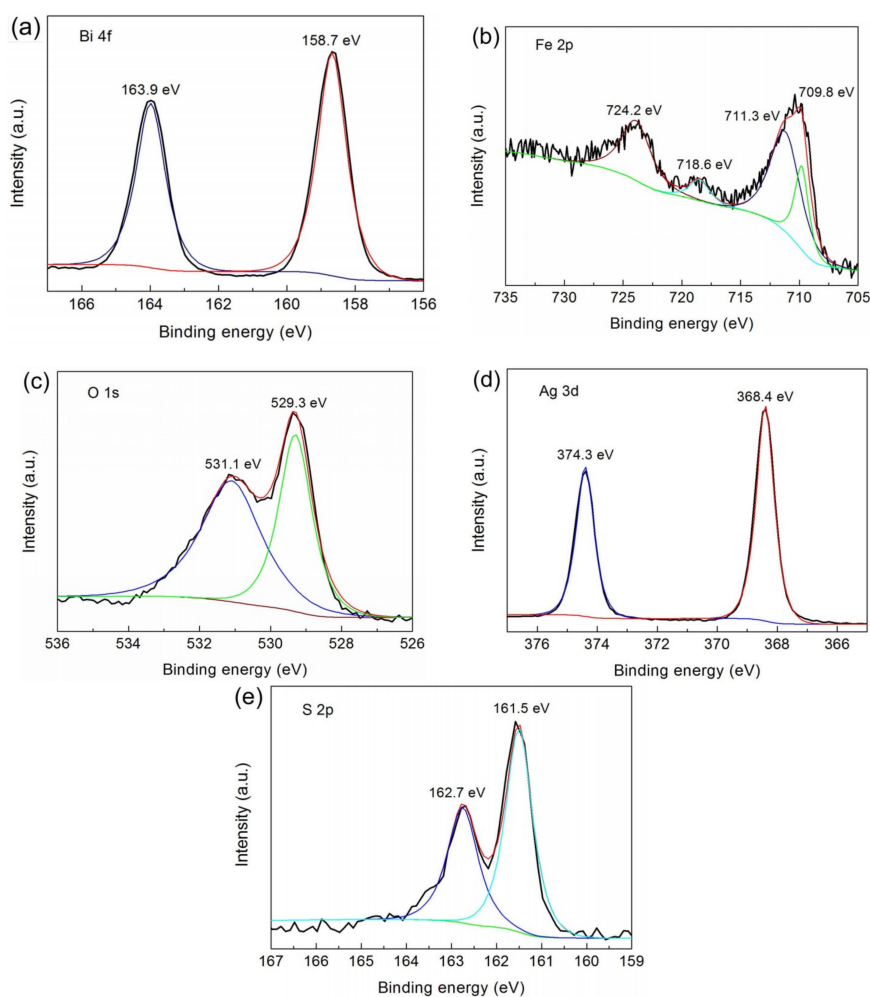 (a)
Bi 4f
163.9 eV
158.7 eV
Intensity (a.u.)
166 164 162 160 158 156
Binding energy (eV)
(b)
Fe 2p
724.2 eV
718.6 eV
711.3 eV
709.8 eV
Intensity (a.u.)
735 730 725 720 715 710 705
Binding energy (eV)
(c)
O 1s
531.1 eV
529.3 eV
Intensity (a.u.)
536 534 532 530 528 526
Binding energy (eV)
(d)
Ag 3d
374.3 eV
368.4 eV
Intensity (a.u.)
376 374 372 370 368 366
Binding energy (eV)
(e)
S 2p
162.7 eV
161.5 eV
Intensity (a.u.)
167 166 165 164 163 162 161 160 159
Binding energy (eV)